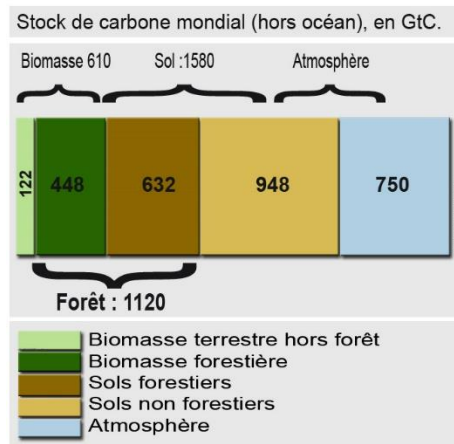 Stock de carbone mondial (hors océan), en GtC.
Biomasse 610 Sol :1580 Atmosphère
122 448 632 948 750
Forêt : 1120
Biomasse terrestre hors forêt
Biomasse forestière
Sols forestiers
Sols non forestiers
Atmosphère